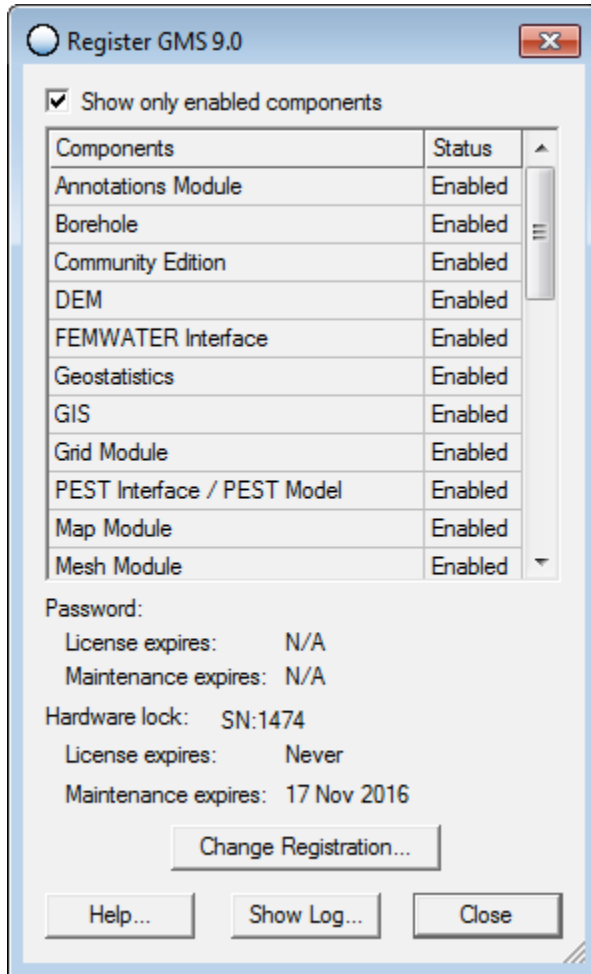 Register GMS 9.0
Show only enabled components
Components Status
Annotations Module Enabled
Borehole Enabled
Community Edition Enabled
DEM Enabled
FEMWATER Interface Enabled
Geostatistics Enabled
GIS Enabled
Grid Module Enabled
PEST Interface / PEST Model Enabled
Map Module Enabled
Mesh Module Enabled
Password:
License expires: N/A
Maintenance expires: N/A
Hardware lock: SN:1474
License expires: Never
Maintenance expires: 17 Nov 2016
Change Registration...
Help... Show Log... Close